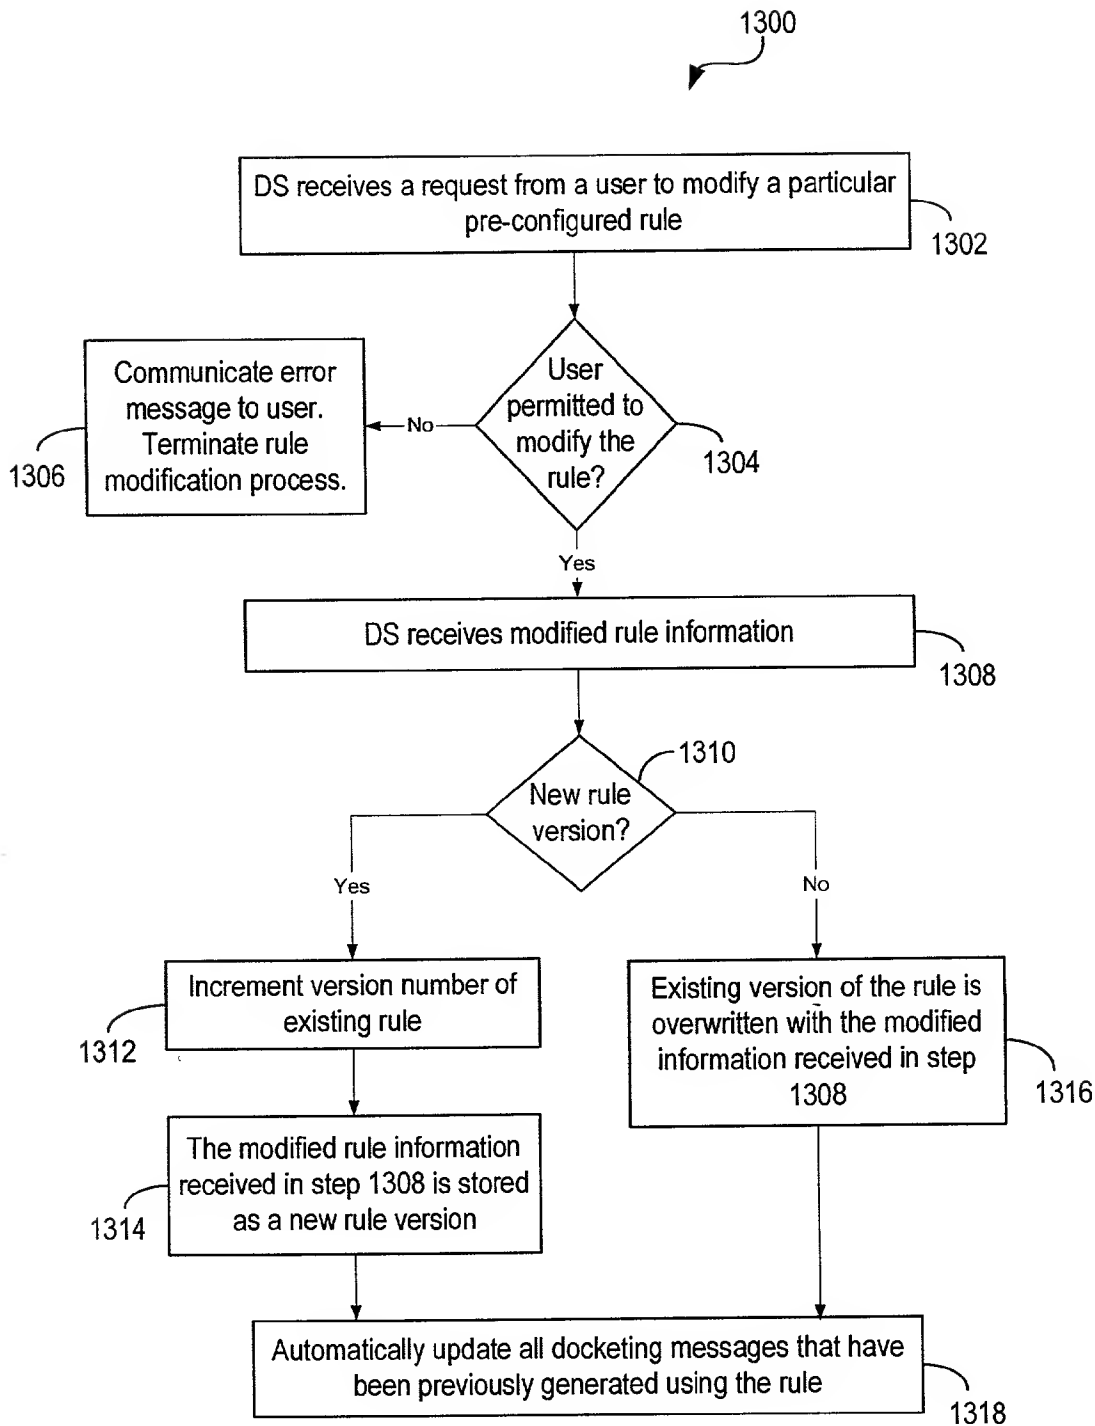 1300
DS receives a request from a user to modify a particular
pre-configured rule
1302
User
permitted to
modify the
rule?
1304
No
Communicate error
message to user.
Terminate rule
modification process.
1306
Yes
DS receives modified rule information
1308
New rule
version?
1310
Yes
No
Increment version number of
existing rule
1312
The modified rule information
received in step 1308 is stored
as a new rule version
1314
Existing version of the rule is
overwritten with the modified
information received in step
1308
1316
Automatically update all docketing messages that have
been previously generated using the rule
1318